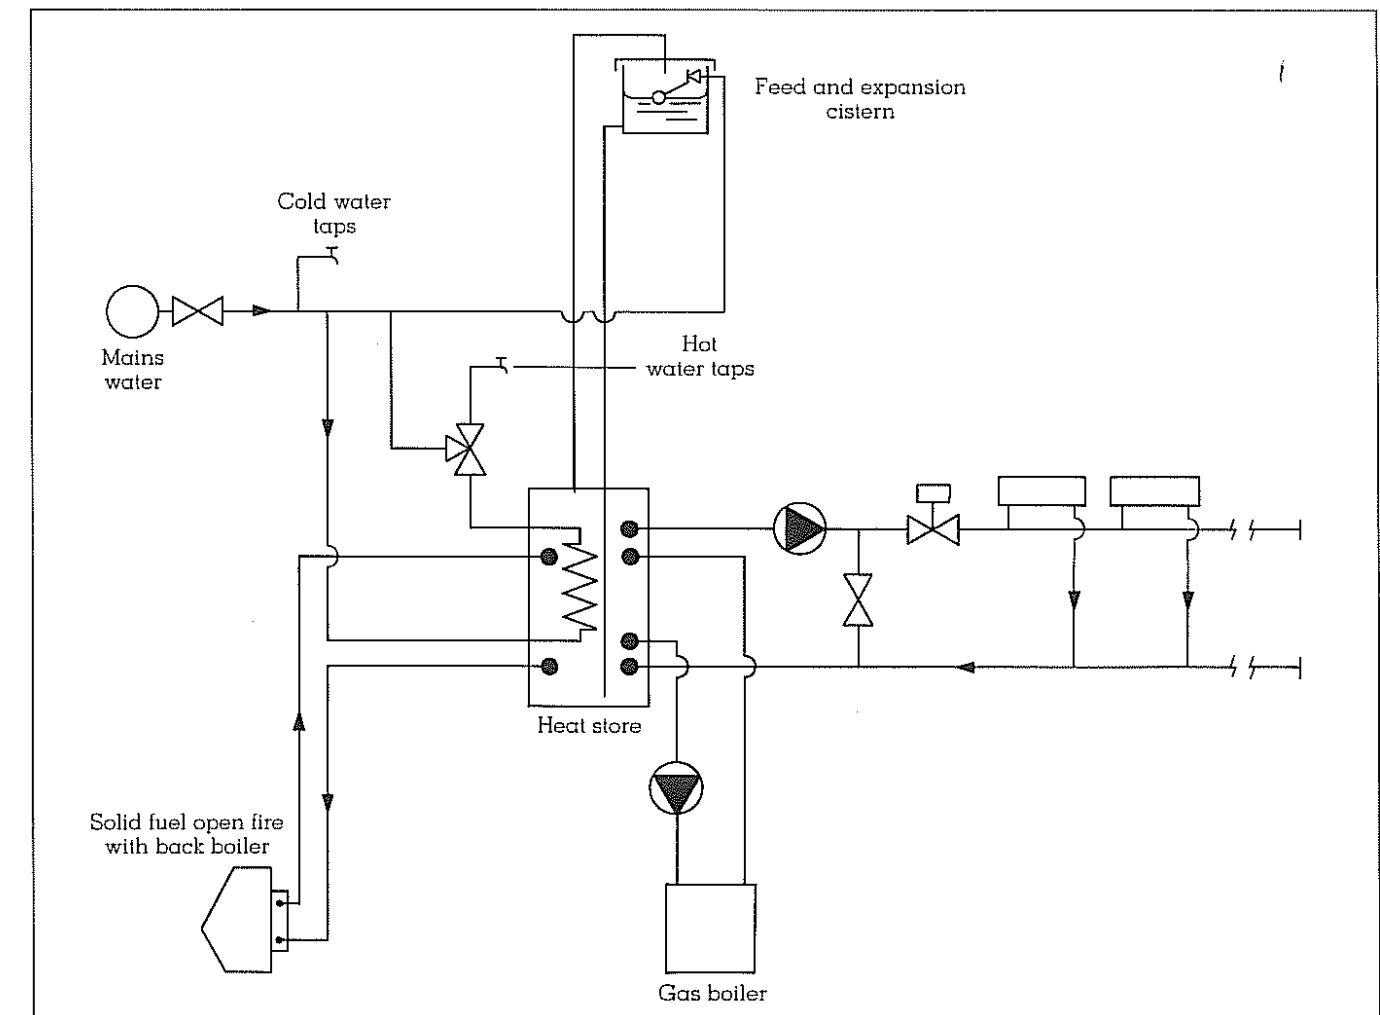 Feed and expansion
cistern
Cold water
taps
Mains
water
Hot
water taps
Heat store
Solid fuel open fire
with back boiler
Gas boiler